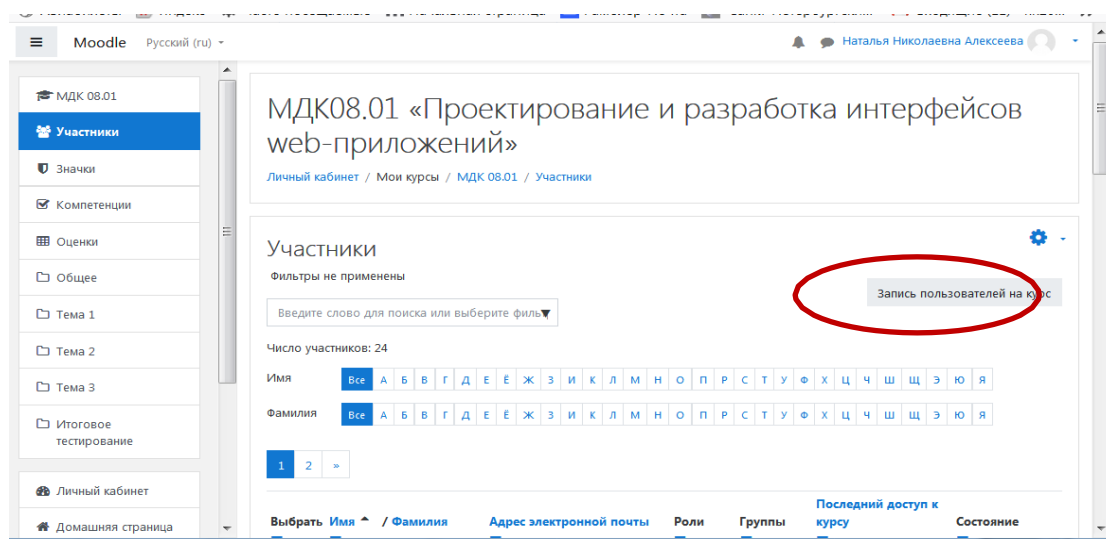 Moodle Русский (ru)
Наталья Николаевна Алексеева
МДК 08.01
Участники
Значки
Компетенции
Оценки
Общее
Тема 1
Тема 2
Тема 3
Итоговое
тестирование
Личный кабинет
Домашняя страница
МДК08.01 «Проектирование и разработка интерфейсов
web-приложений»
Личный кабинет / Мои курсы / МДК 08.01 / Участники
Участники
Фильтры не применены
Запись пользователей на курс
Введите слово для поиска или выберите филь
Число участников: 24
Имя Все А Б В Г Д Е Ё Ж З И К Л М Н О П Р С Т У Ф Х Ц Ч Ш Щ Э Ю Я
Фамилия Все А Б В Г Д Е Ё Ж З И К Л М Н О П Р С Т У Ф Х Ц Ч Ш Щ Э Ю Я
1 2 »
Выбрать Имя / Фамилия Адрес электронной почты Роли Группы Последний доступ к
курсу Состояние